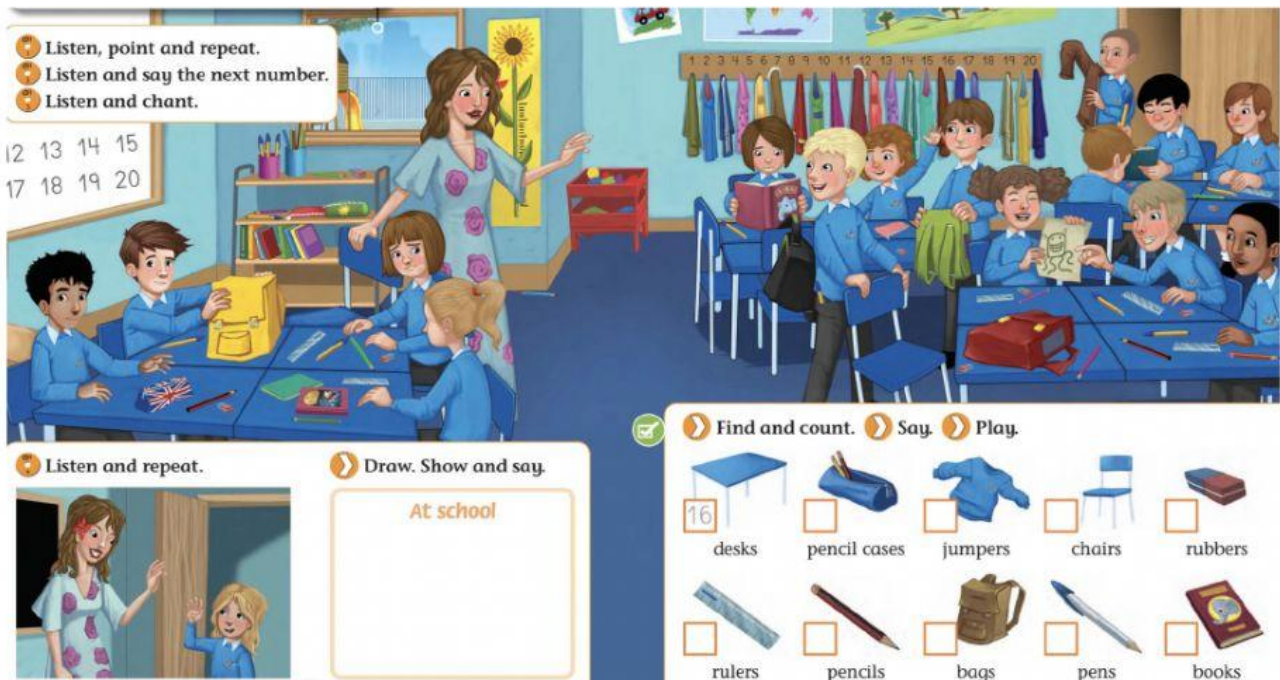 Listen, point and repeat.
Listen and say the next number.
Listen and chant.
12 13 14 15
17 18 19 20
1 2 3 4 5 6 7 8 9 10 11 12 13 14 15 16 17 18 19 20
Listen and repeat.
Draw. Show and say.
At school
Find and count. Say. Play.
16
desks pencil cases jumpers chairs rubbers
rulers pencils bags pens books